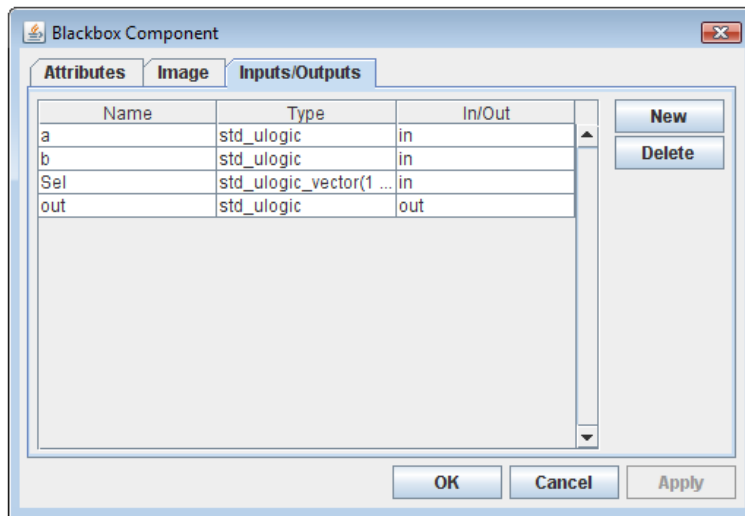 Blackbox Component
Attributes Image Inputs/Outputs
Name Type In/Out
a std_ulogic in
b std_ulogic in
Sel std_ulogic_vector(1 ... in
out std_ulogic out
New
Delete
OK Cancel Apply